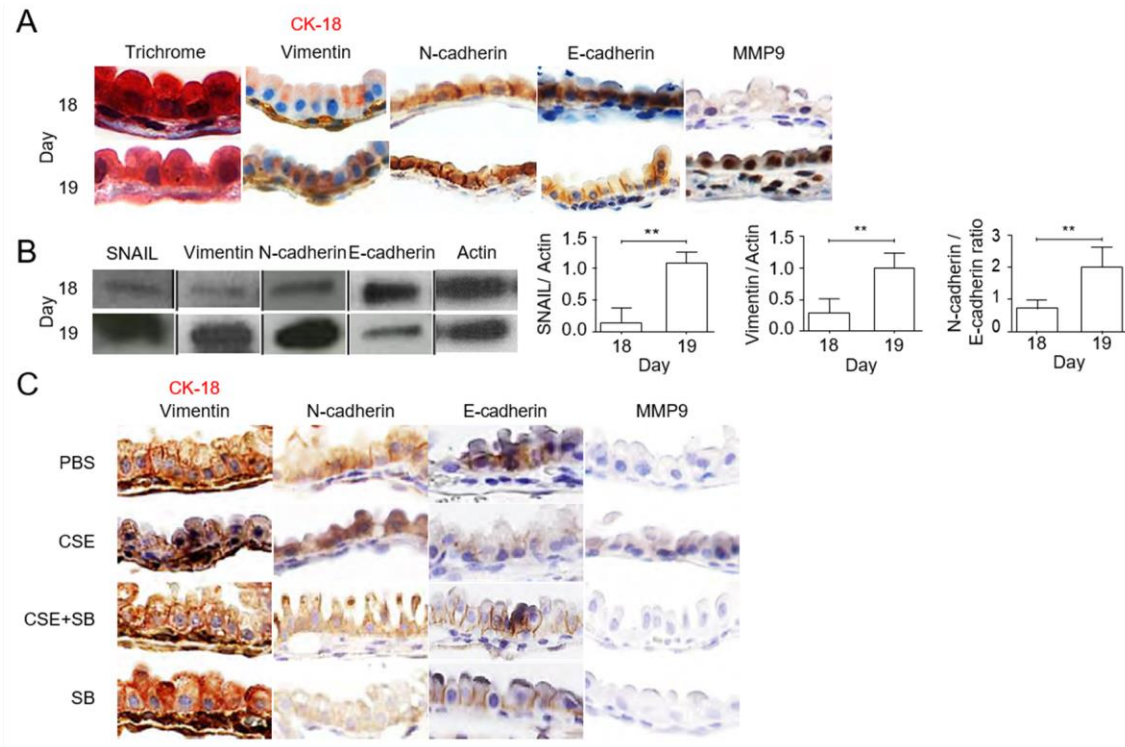 A
CK-18
Trichrome Vimentin N-cadherin E-cadherin MMP9
18
Day
19
B
SNAIL Vimentin N-cadherin E-cadherin Actin
18
Day
19
SNAIL/ Actin
1.5
1.0
0.5
0.0
**
18 19
Day
Vimentin / Actin
1.5
1.0
0.5
0.0
**
18 19
Day
N-cadherin /
E-cadherin ratio
3
2
1
0
**
18 19
Day
C
CK-18
Vimentin N-cadherin E-cadherin MMP9
PBS
CSE
CSE+SB
SB